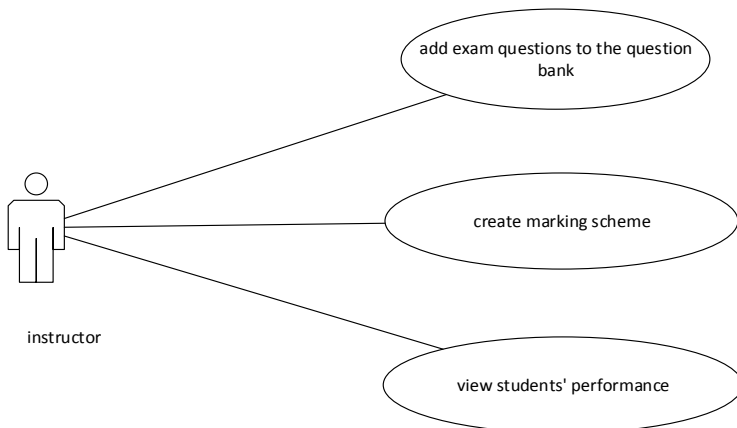 add exam questions to the question
bank
create marking scheme
instructor
view students' performance